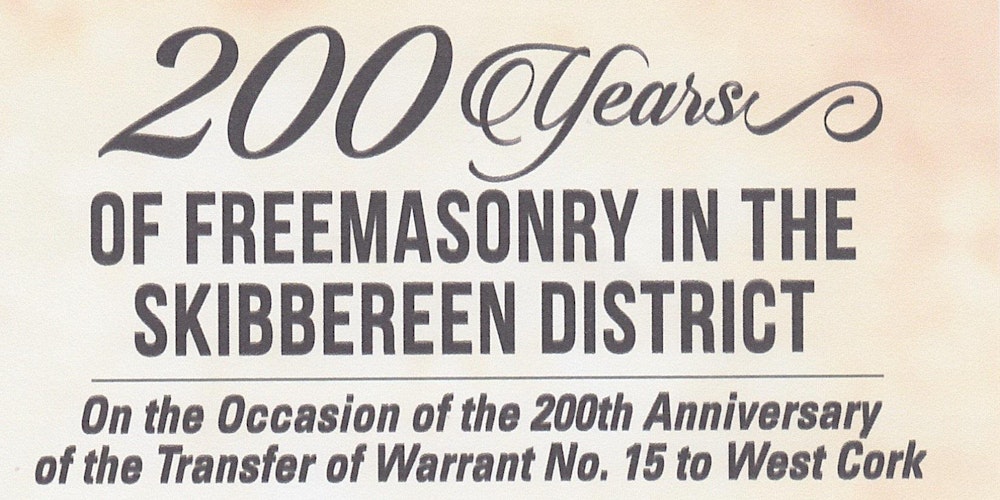 200 Years
OF FREEMASONRY IN THE
SKIBBEREEN DISTRICT
On the Occasion of the 200th Anniversary
of the Transfer of Warrant No. 15 to West Cork